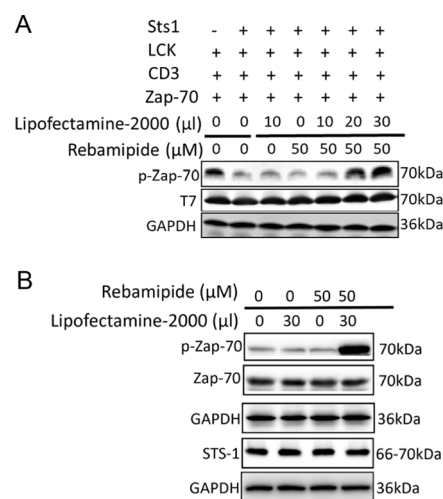 A
Sts1 - + + + + + +
LCK + + + + + + +
CD3 + + + + + + +
Zap-70 + + + + + + +
Lipofectamine-2000 (μl) 0 0 10 0 10 20 30
Rebamipide (μM) 0 0 0 50 50 50 50
p-Zap-70 70kDa
T7 70kDa
GAPDH 36kDa
B
Rebamipide (μM) 0 0 50 50
Lipofectamine-2000 (μl) 0 30 0 30
p-Zap-70 70kDa
Zap-70 70kDa
GAPDH 36kDa
STS-1 66-70kDa
GAPDH 36kDa